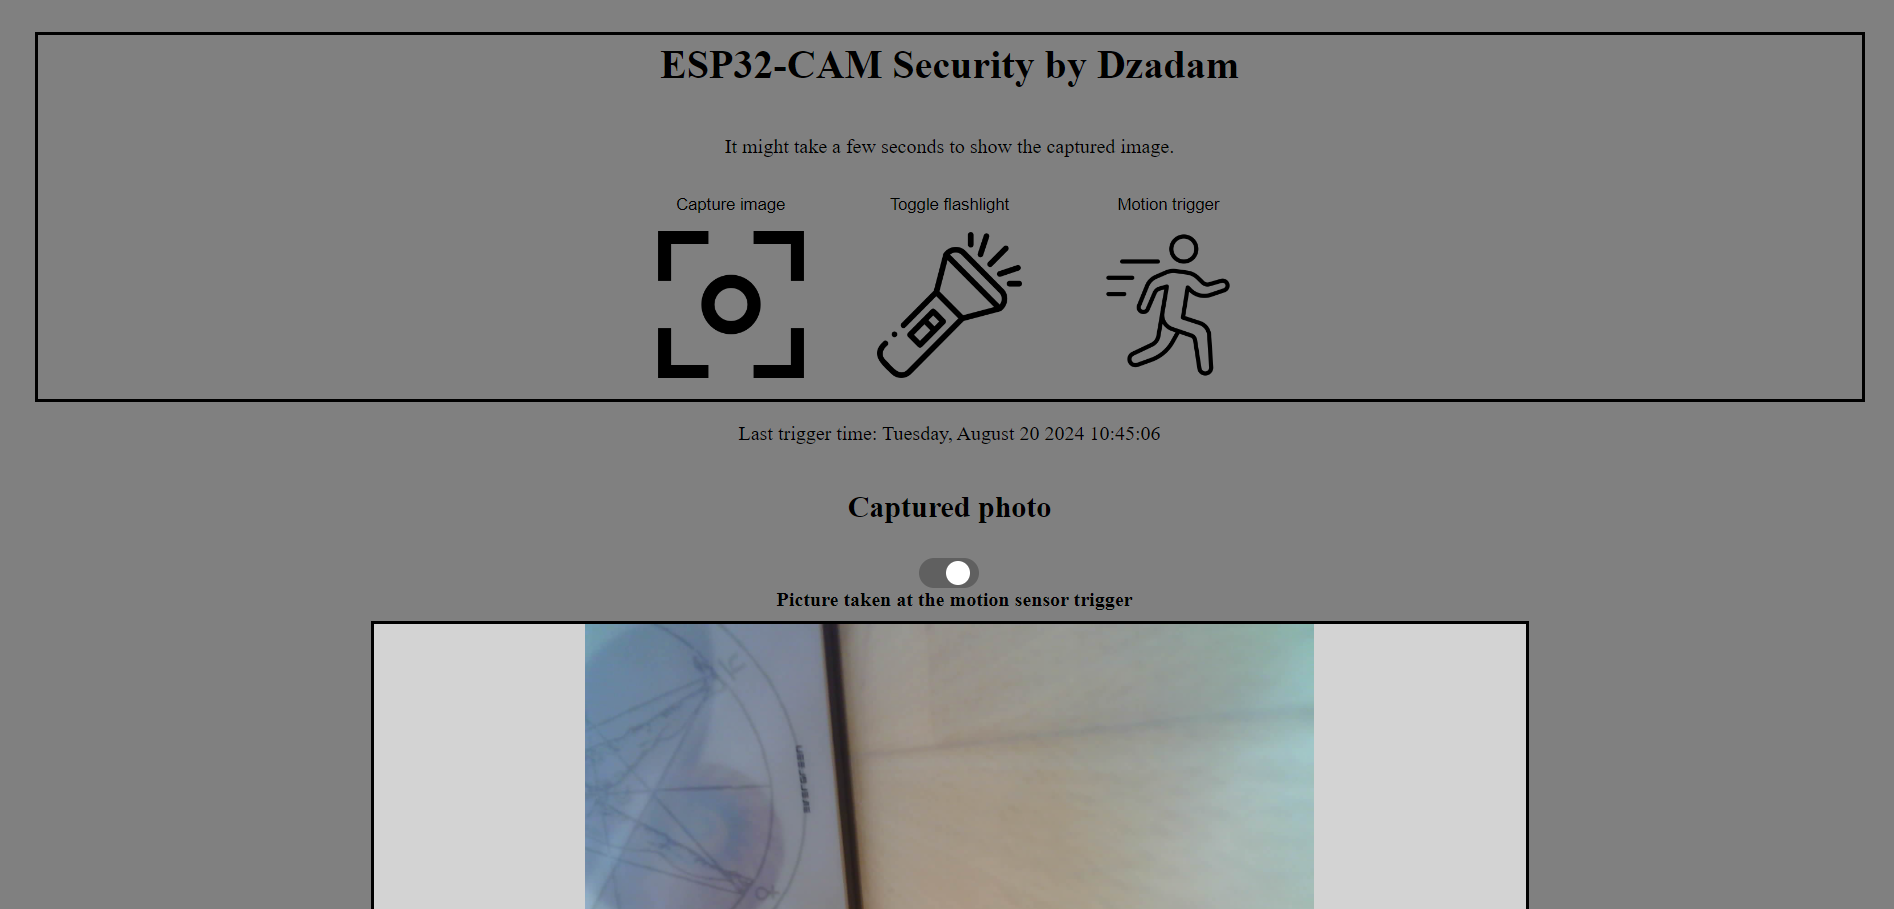 ESP32-CAM Security by Dzadam
It might take a few seconds to show the captured image.
Capture image
Toggle flashlight
Motion trigger
Last trigger time: Tuesday, August 20 2024 10:45:06
Captured photo
Picture taken at the motion sensor trigger